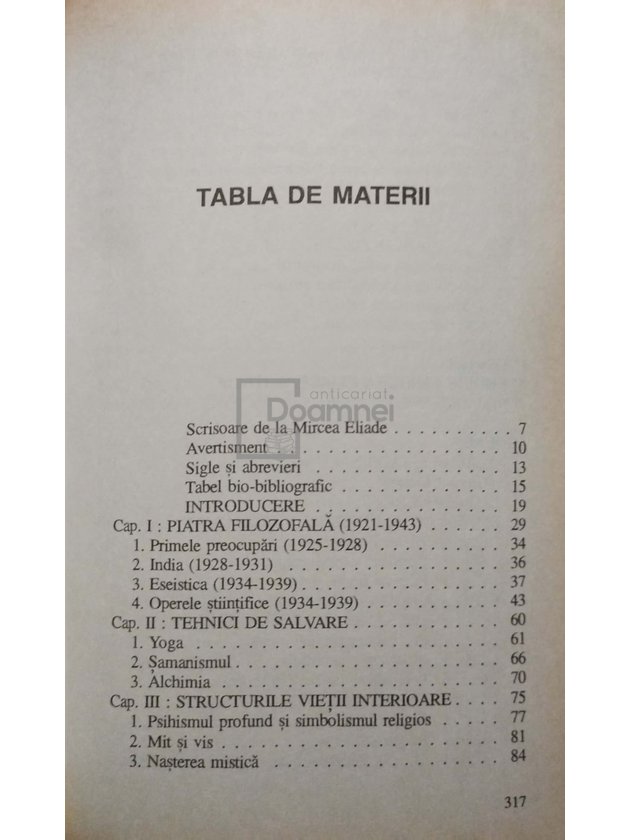 TABLA DE MATERII
anticariat
Doamnei
Scrisoare de la Mircea Eliade . . . . . . . . . . 7
Avertisment . . . . . . . . . . . . . . . . . . 10
Sigle și abrevieri . . . . . . . . . . . . . . . 13
Tabel bio-bibliografic . . . . . . . . . . . . . 15
INTRODUCERE . . . . . . . . . . . . . . . 19
Cap. I : PIATRA FILOZOFALĂ (1921-1943) . . . . . . . 29
1. Primele preocupări (1925-1928) . . . . . . . . . . . 34
2. India (1928-1931) . . . . . . . . . . . . . . . . . 36
3. Eseistica (1934-1939) . . . . . . . . . . . . . . . 37
4. Operele științifice (1934-1939) . . . . . . . . . . . 43
Cap. II : TEHNICI DE SALVARE . . . . . . . . . . . . 60
1. Yoga . . . . . . . . . . . . . . . . . . . . . . . 61
2. Șamanismul . . . . . . . . . . . . . . . . . . . . 66
3. Alchimia . . . . . . . . . . . . . . . . . . . . . 70
Cap. III : STRUCTURILE VIEȚII INTERIOARE . . . . 75
1. Psihismul profund și simbolismul religios . . . . . . 77
2. Mit și vis . . . . . . . . . . . . . . . . . . . . . 81
3. Nașterea mistică . . . . . . . . . . . . . . . . . 84
317